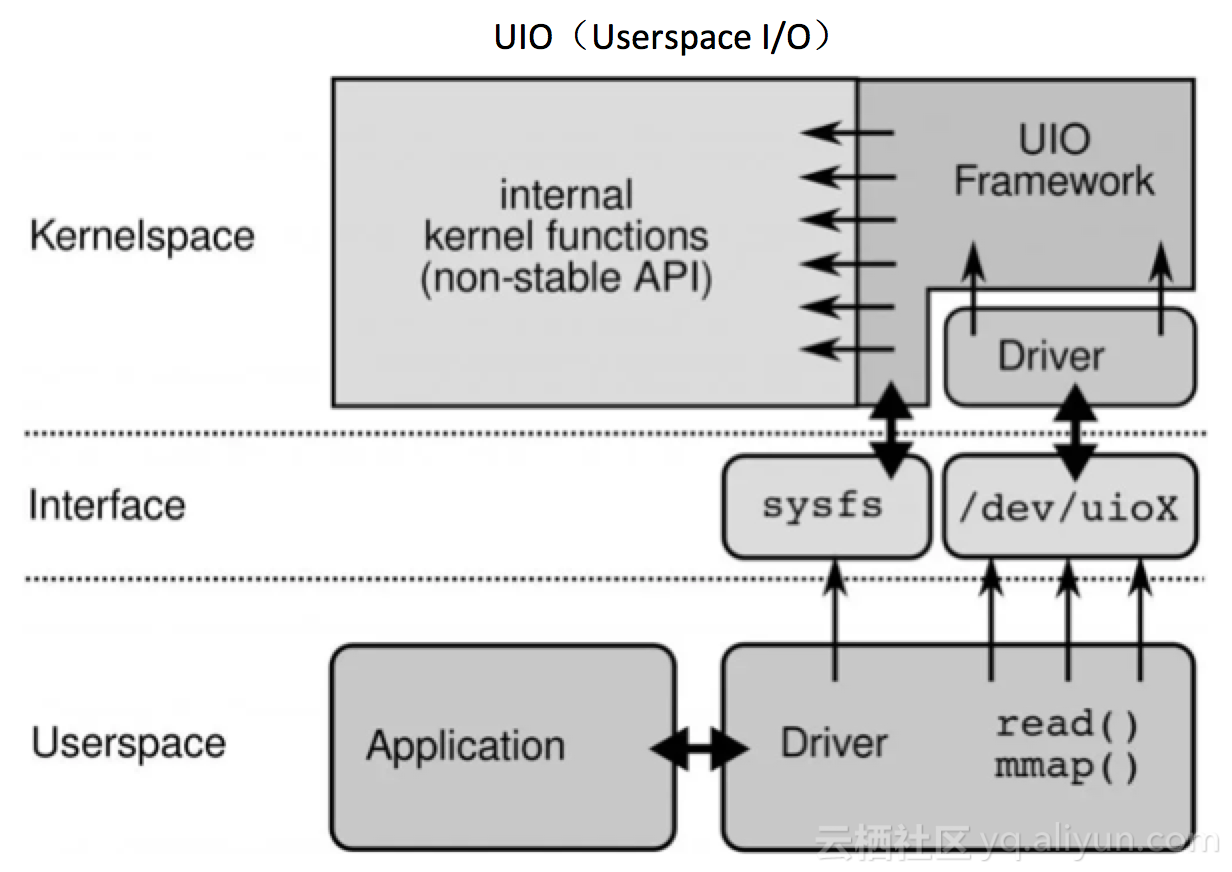 UIO（Userspace I/O）
Kernelspace
internal
kernel functions
(non-stable API)
UIO
Framework
Driver
Interface
sysfs
/dev/uioX
Userspace
Application
Driver
read()
mmap()
云栖社区 yq.aliyun.com